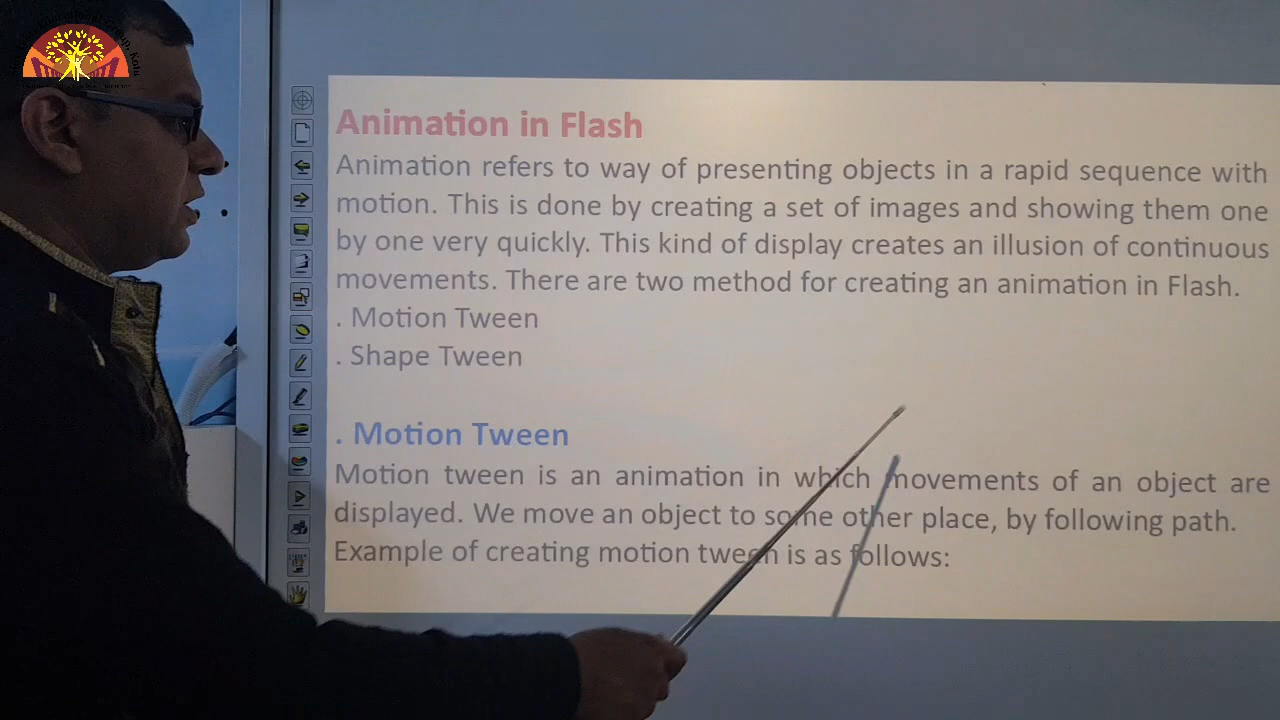 Animation in Flash
Animation refers to way of presenting objects in a rapid sequence with
motion. This is done by creating a set of images and showing them one
by one very quickly. This kind of display creates an illusion of continuous
movements. There are two method for creating an animation in Flash.
. Motion Tween
. Shape Tween
. Motion Tween
Motion tween is an animation in which movements of an object are
displayed. We move an object to some other place, by following path.
Example of creating motion tween is as follows: